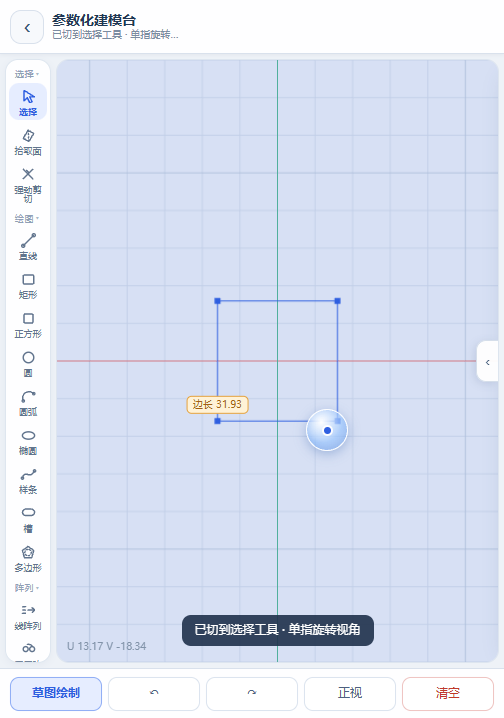 参数化建模台
已切到选择工具 · 单指旋转...
选择
选择
拾取面
强劲剪
切
绘图
直线
矩形
正方形
圆
圆弧
椭圆
样条
槽
多边形
阵列
线阵列
边长 31.93
已切到选择工具 · 单指旋转视角
U 13.17 V -18.34
草图绘制
正视
清空